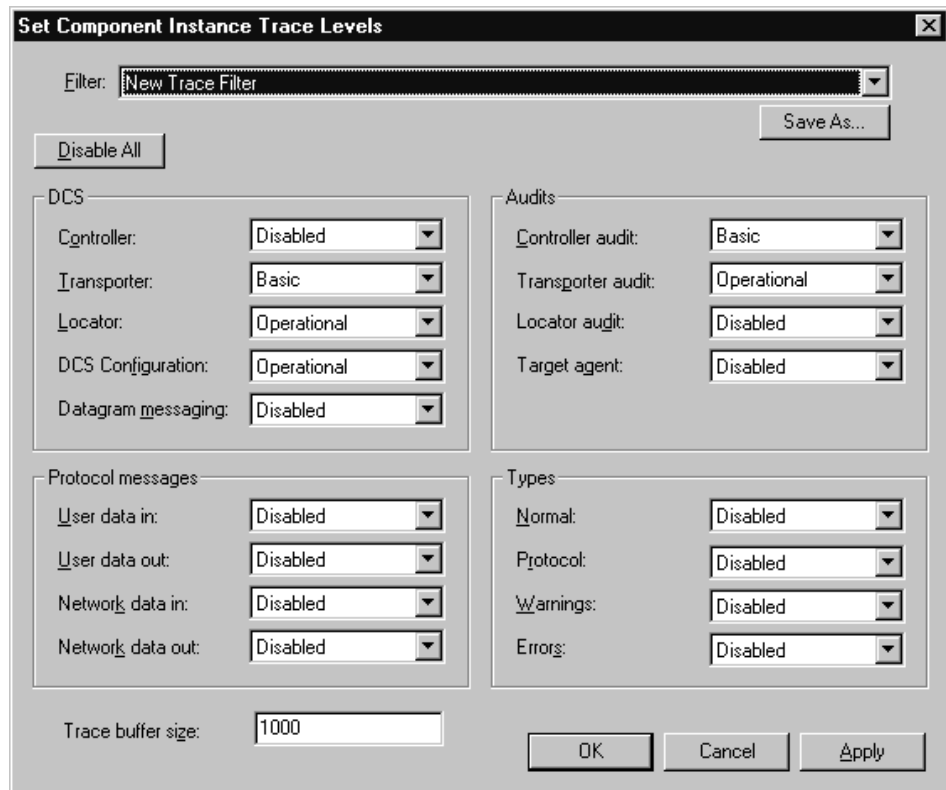 Set Component Instance Trace Levels
Filter: New Trace Filter
Save As...
Disable All
DCS
Controller: Disabled
Transporter: Basic
Locator: Operational
DCS Configuration: Operational
Datagram messaging: Disabled
Audits
Controller audit: Basic
Transporter audit: Operational
Locator audit: Disabled
Target agent: Disabled
Protocol messages
User data in: Disabled
User data out: Disabled
Network data in: Disabled
Network data out: Disabled
Types
Normal: Disabled
Protocol: Disabled
Warnings: Disabled
Errors: Disabled
Trace buffer size: 1000
OK Cancel Apply